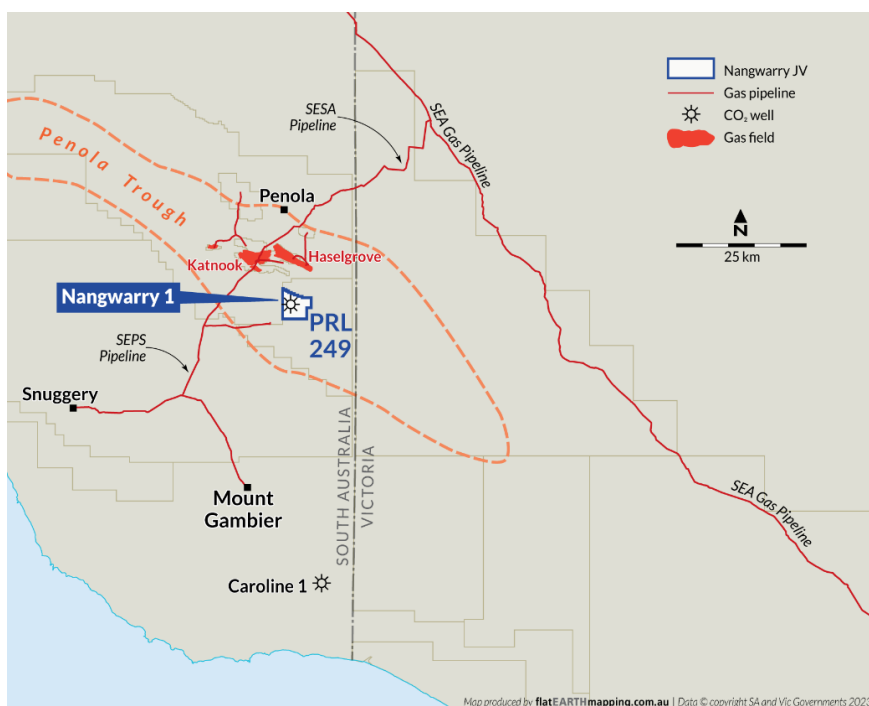 Nangwarry JV
Gas pipeline
CO₂ well
Gas field
N
25 km
SESA
Pipeline
SEA Gas Pipeline
Penola Trough
Penola
Katnook
Haselgrove
Nangwarry 1
PRL
249
SEPS
Pipeline
Snuggery
Mount
Gambier
SOUTH AUSTRALIA
VICTORIA
SEA Gas Pipeline
Caroline 1
Map produced by flatEARTHmapping.com.au | Data © copyright SA and Vic Governments 2023